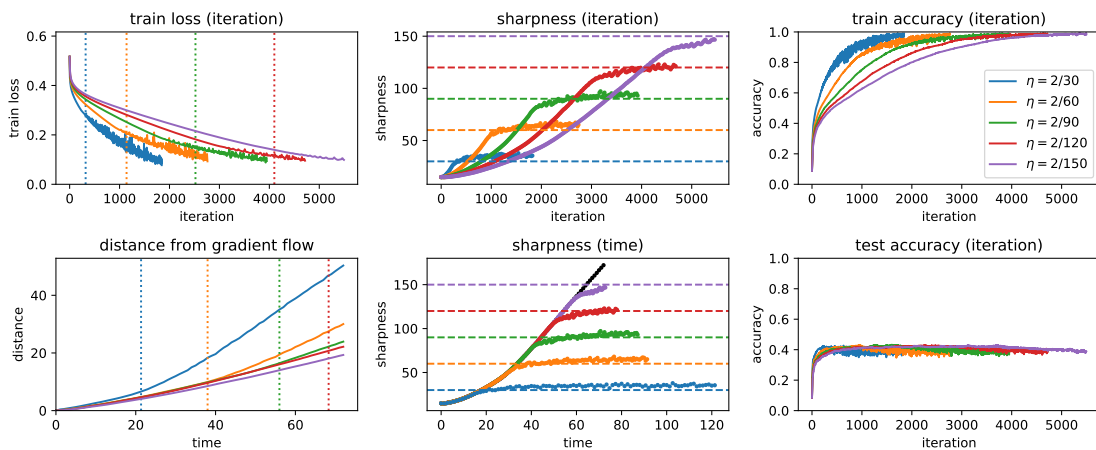 train loss (iteration)
train loss
0.0
0.2
0.4
0.6
0 1000 2000 3000 4000 5000
iteration
sharpness (iteration)
sharpness
50
100
150
0 1000 2000 3000 4000 5000
iteration
train accuracy (iteration)
accuracy
0.0
0.2
0.4
0.6
0.8
1.0
η = 2/30
η = 2/60
η = 2/90
η = 2/120
η = 2/150
0 1000 2000 3000 4000 5000
iteration
distance from gradient flow
distance
0
20
40
0 20 40 60
time
sharpness (time)
sharpness
50
100
150
0 20 40 60 80 100 120
time
test accuracy (iteration)
accuracy
0.0
0.2
0.4
0.6
0.8
1.0
0 1000 2000 3000 4000 5000
iteration